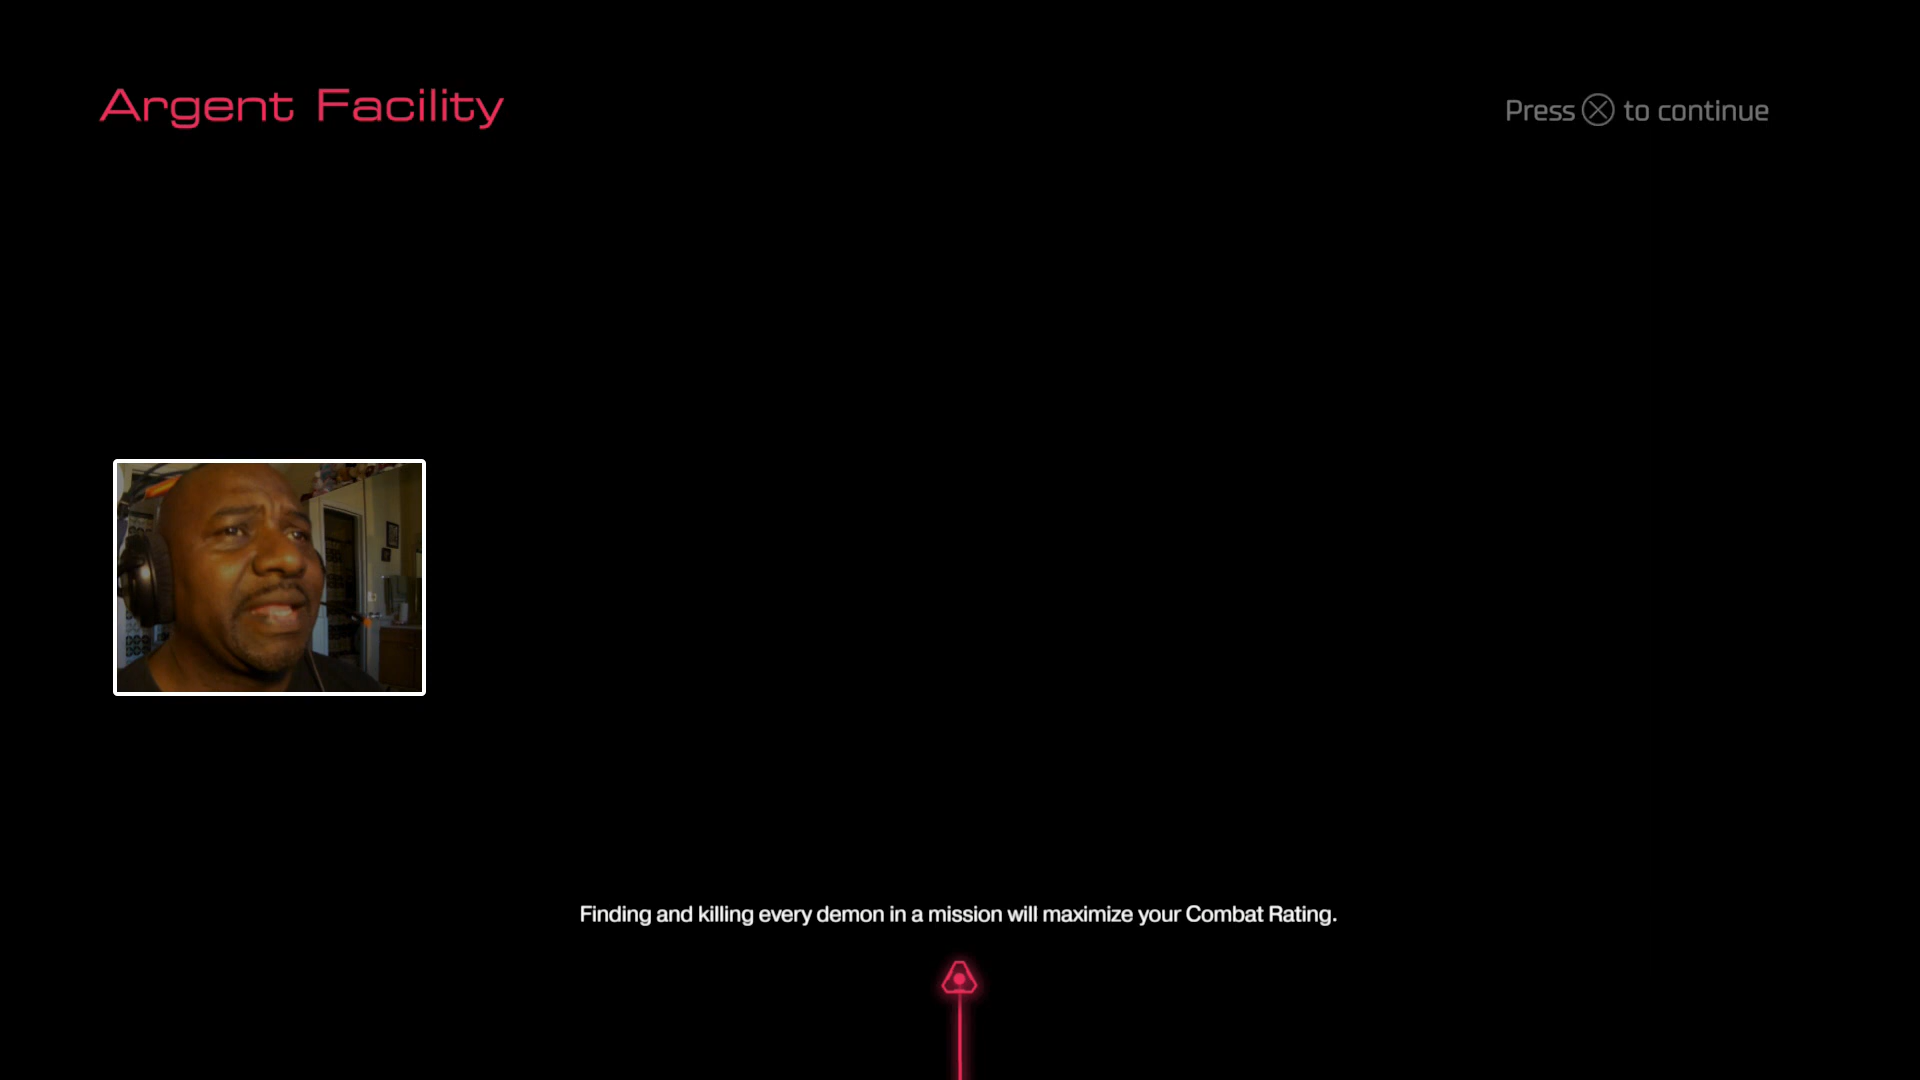 Argent Facility
Press ⓧ to continue
Finding and killing every demon in a mission will maximize your Combat Rating.